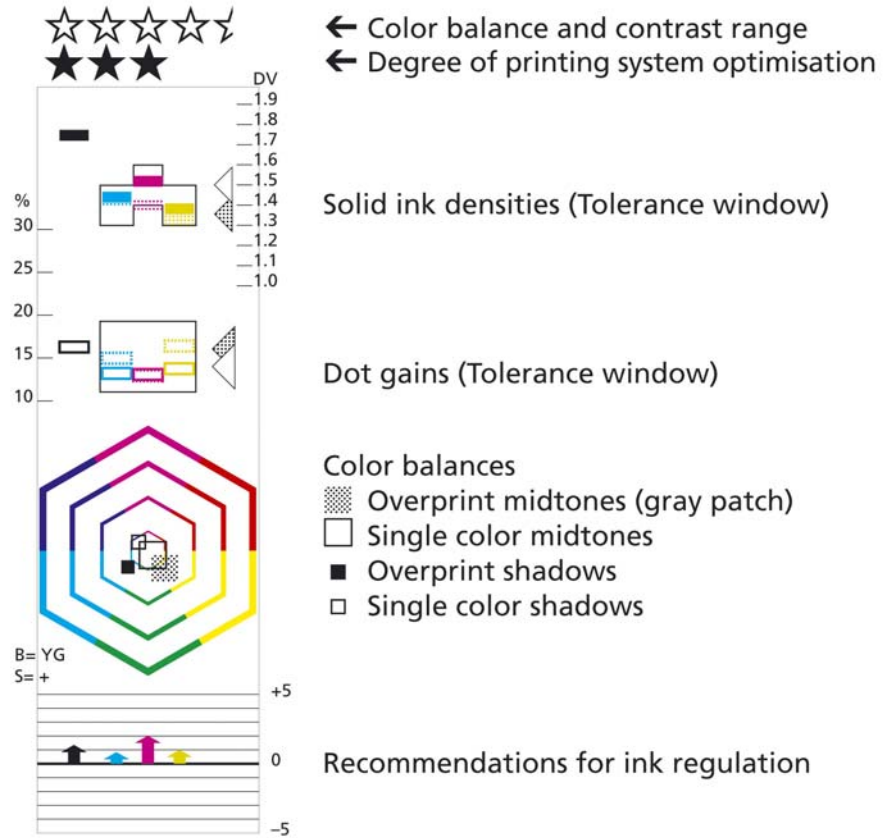 ← Color balance and contrast range
← Degree of printing system optimisation
DV
1.9
1.8
1.7
1.6
1.5
1.4
1.3
1.2
1.1
1.0
%
30
25
20
15
10
Solid ink densities (Tolerance window)
Dot gains (Tolerance window)
Color balances
Overprint midtones (gray patch)
Single color midtones
Overprint shadows
Single color shadows
B= YG
S= +
+5
0
–5
Recommendations for ink regulation